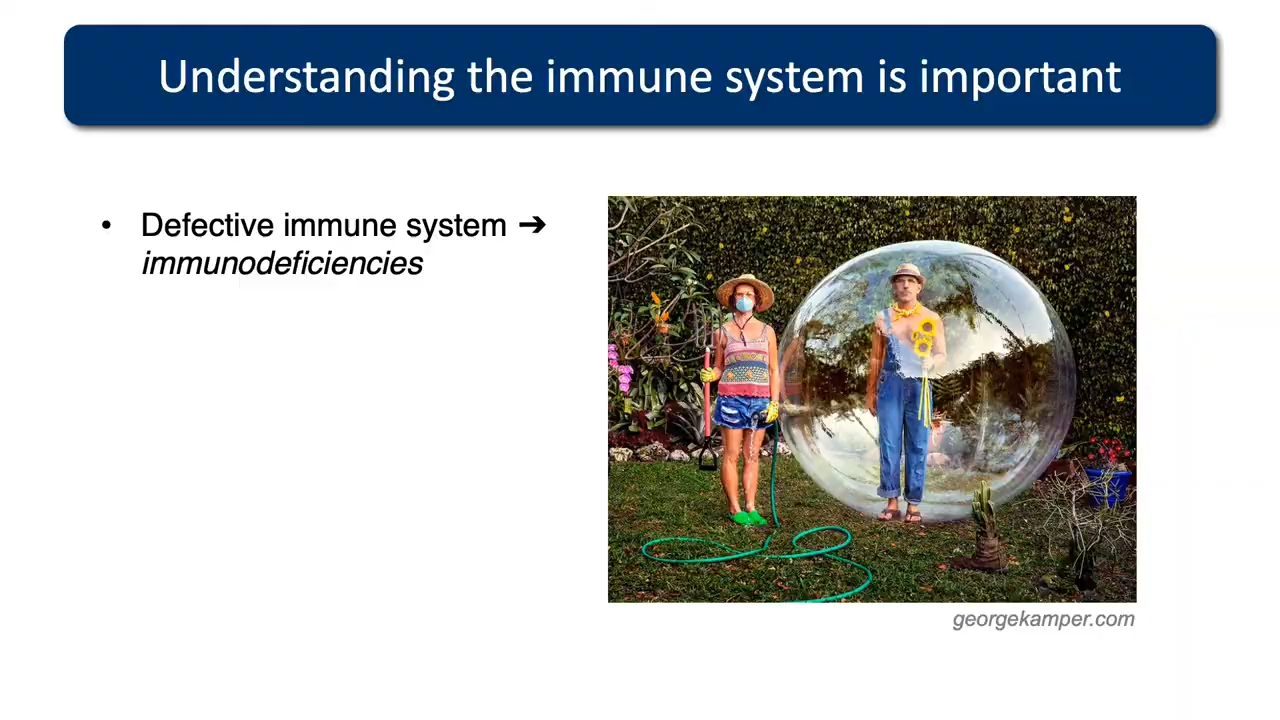 Understanding the immune system is important
• Defective immune system ➔
immunodeficiencies
georgekamper.com